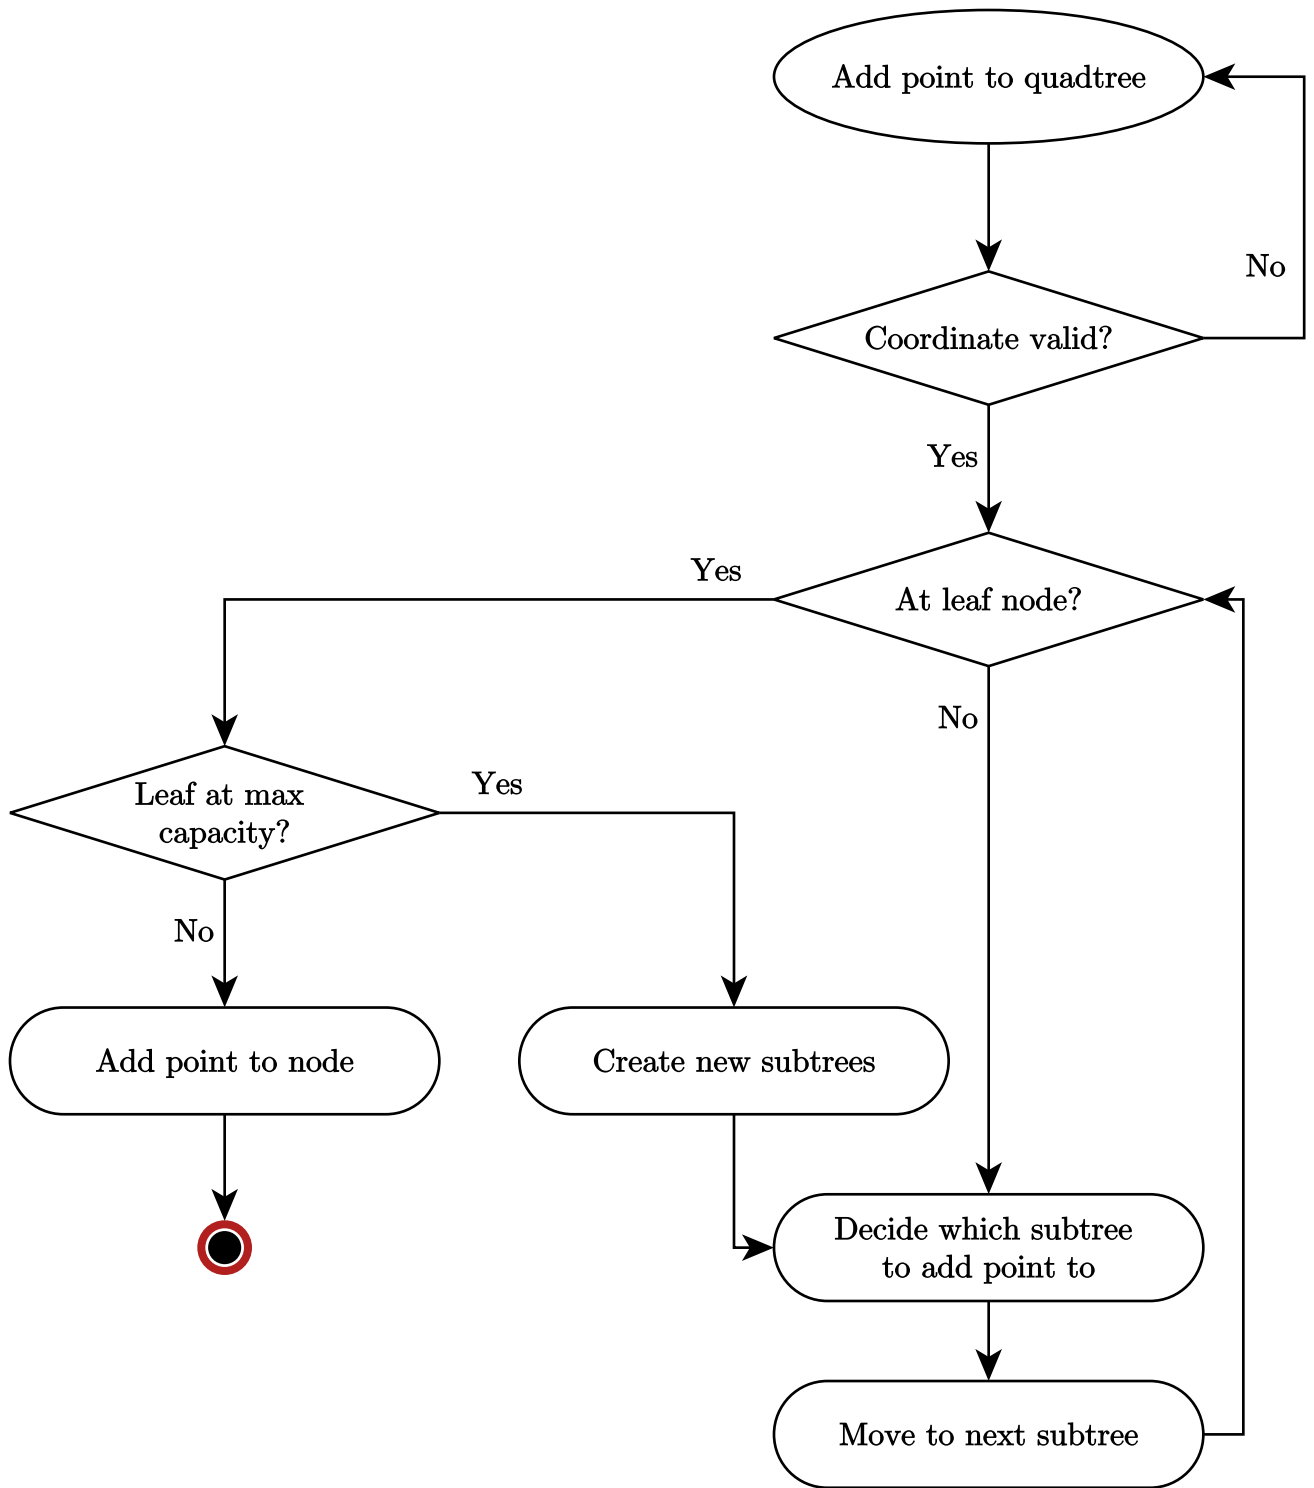 Add point to quadtree
No
Coordinate valid?
Yes
Yes
At leaf node?
No
Yes
Leaf at max
capacity?
No
Add point to node
Create new subtrees
Decide which subtree
to add point to
Move to next subtree